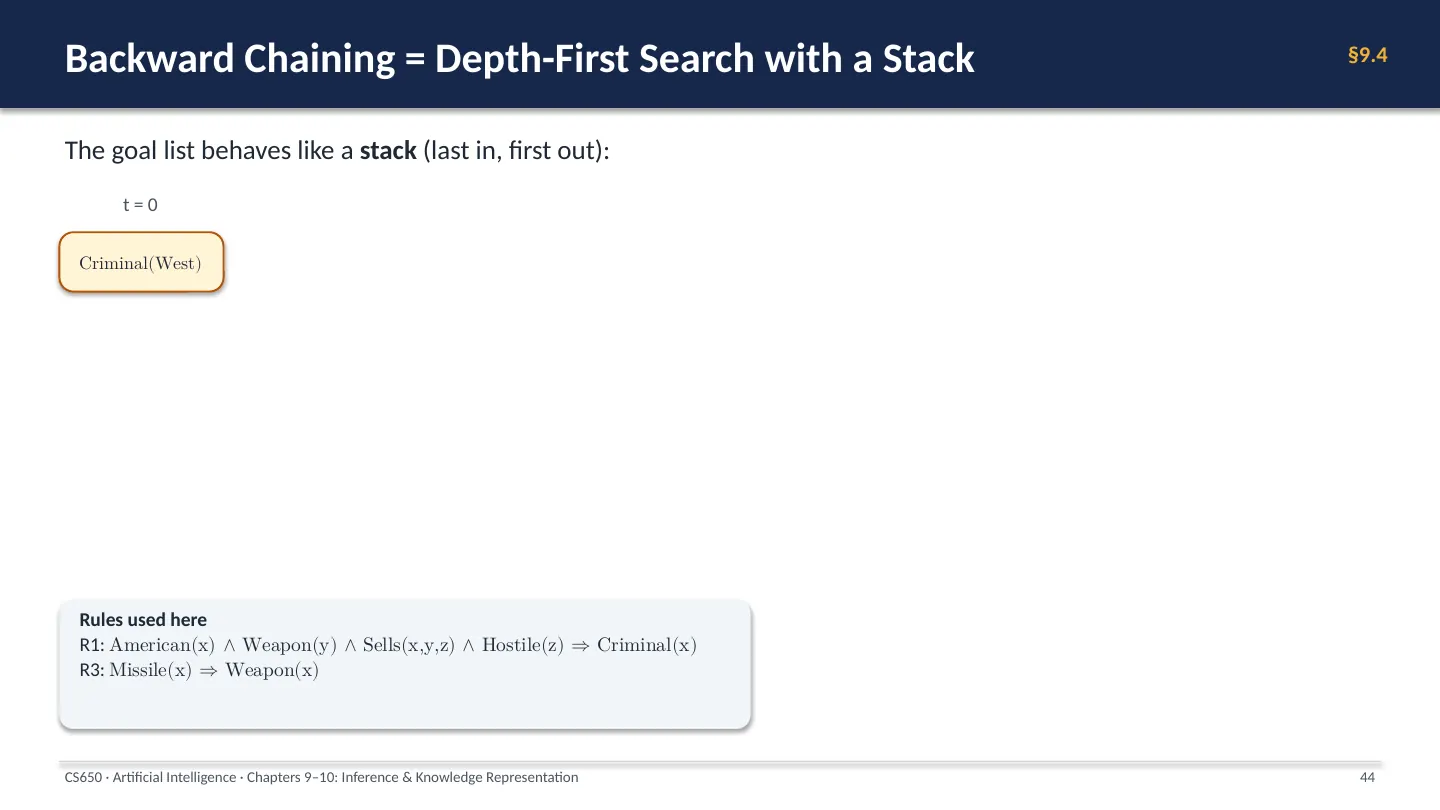 Backward Chaining = Depth-First Search with a Stack
§9.4
The goal list behaves like a stack (last in, first out):
t = 0
Criminal(West)
Rules used here
R1: American(x) ∧ Weapon(y) ∧ Sells(x,y,z) ∧ Hostile(z) ⇒ Criminal(x)
R3: Missile(x) ⇒ Weapon(x)
CS650 · Artificial Intelligence · Chapters 9–10: Inference & Knowledge Representation
44